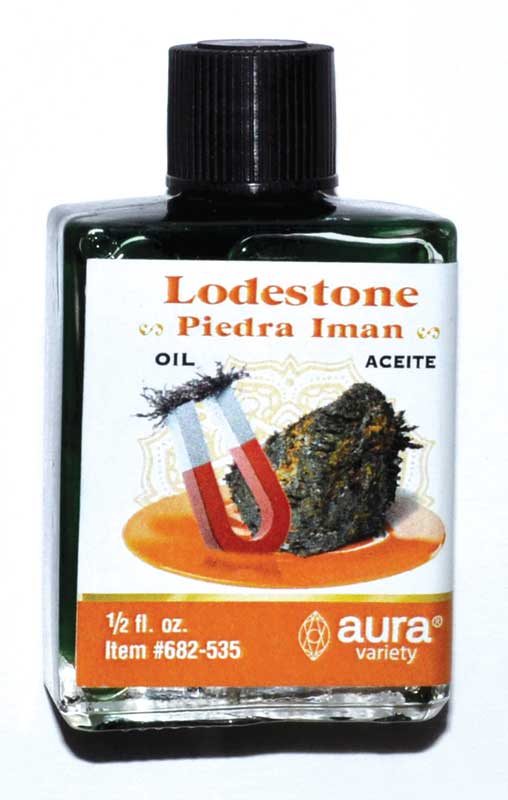 Lodestone
Piedra Iman
OIL ACEITE
1/2 fl. oz.
Item #682-535
aura®
variety